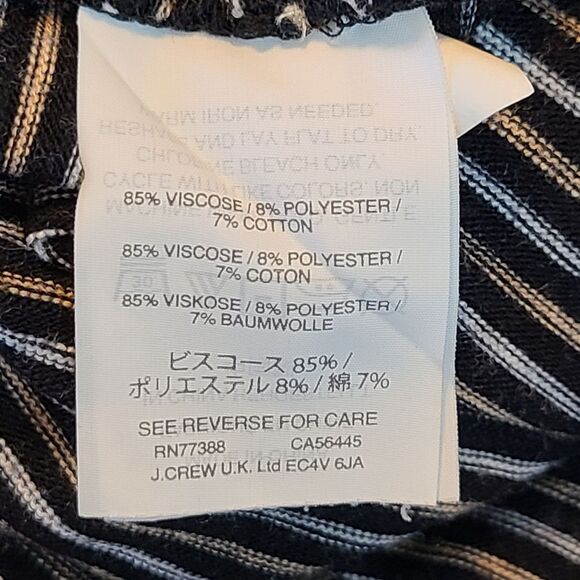 85% VISCOSE / 8% POLYESTER /
7% COTTON
85% VISCOSE / 8% POLYESTER /
7% COTON
85% VISKOSE / 8% POLYESTER /
7% BAUMWOLLE
ビスコース 85% /
ポリエステル 8% / 綿 7%
SEE REVERSE FOR CARE
RN77388 CA56445
J.CREW U.K. Ltd EC4V 6JA